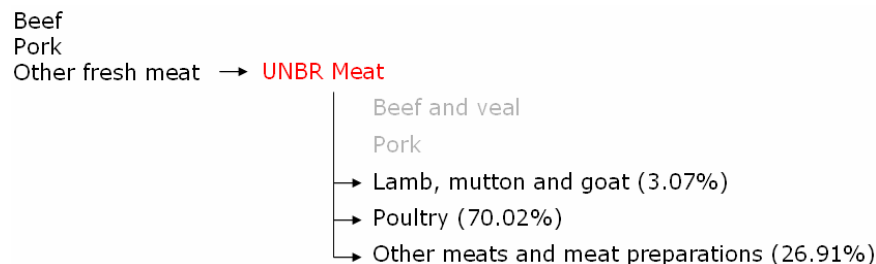 Beef
Pork
Other fresh meat → UNBR Meat
Beef and veal
Pork
Lamb, mutton and goat (3.07%)
Poultry (70.02%)
Other meats and meat preparations (26.91%)